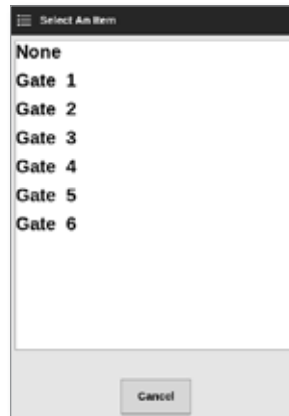 Select An Item
None
Gate 1
Gate 2
Gate 3
Gate 4
Gate 5
Gate 6
Cancel